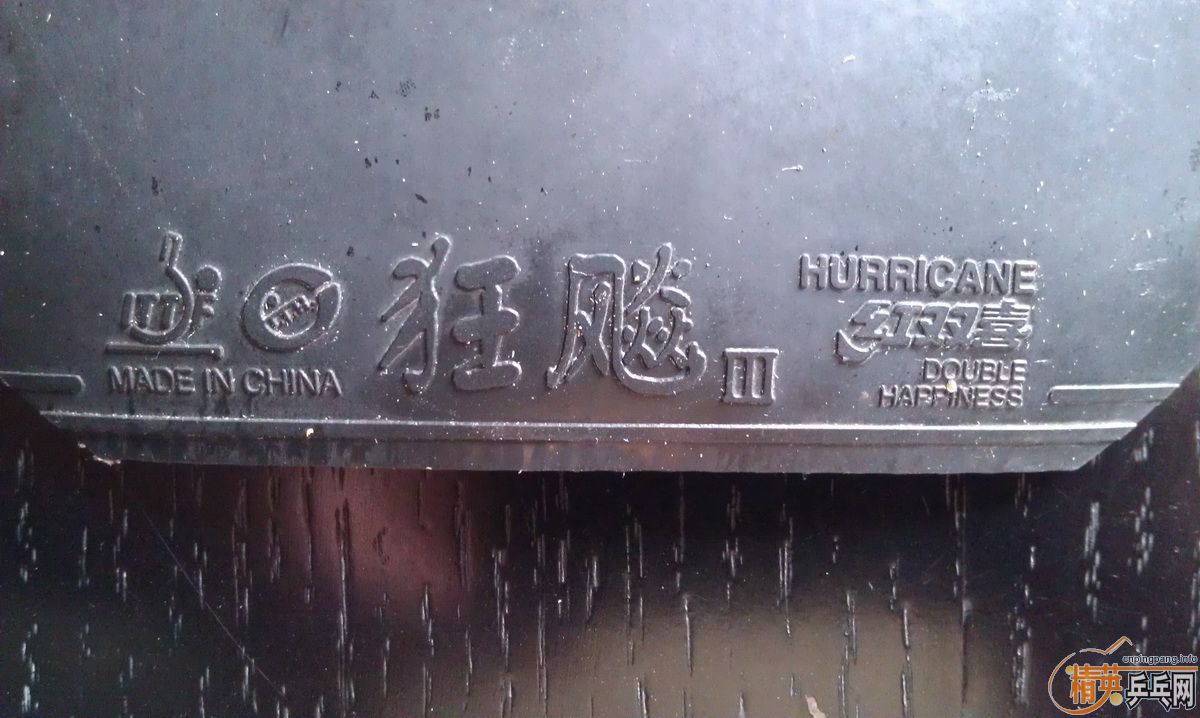 ITTF
MADE IN CHINA
狂飚 III
HURRICANE
红双喜
DOUBLE
HAPPINESS
cnpingpang.info
精英乒乓网